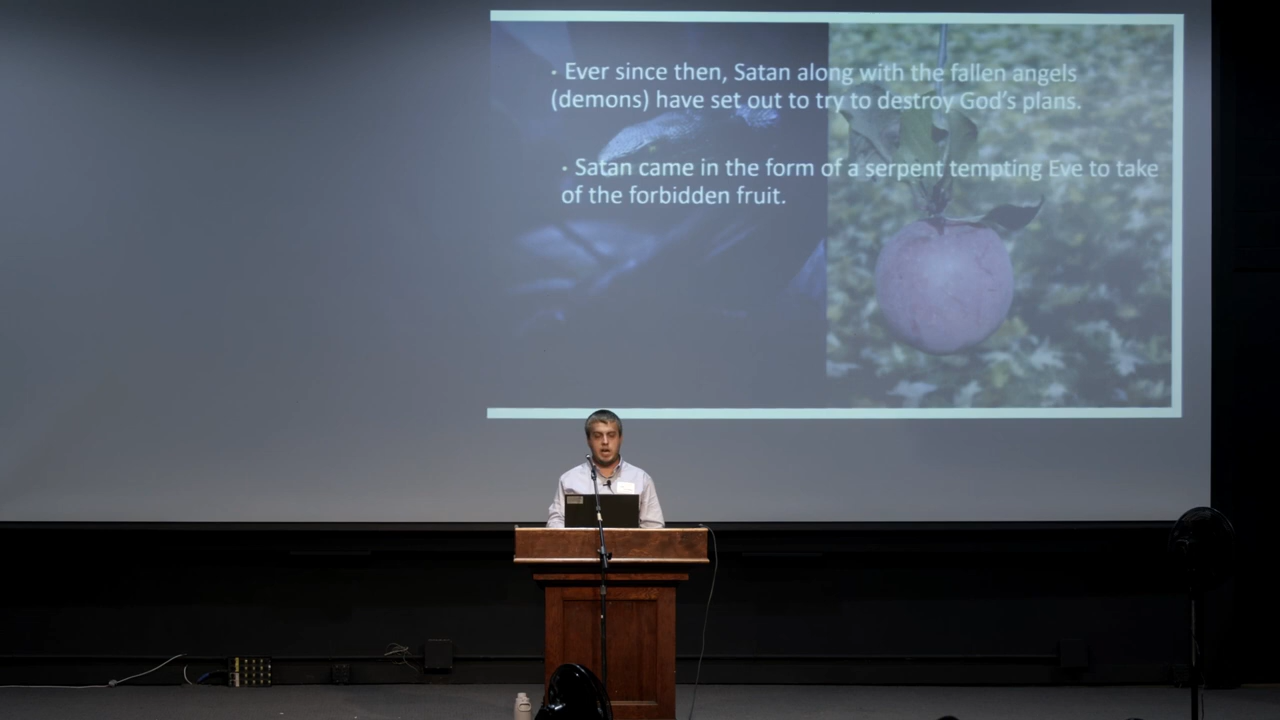 • Ever since then, Satan along with the fallen angels
(demons) have set out to try to destroy God’s plans.
• Satan came in the form of a serpent tempting Eve to take
of the forbidden fruit.